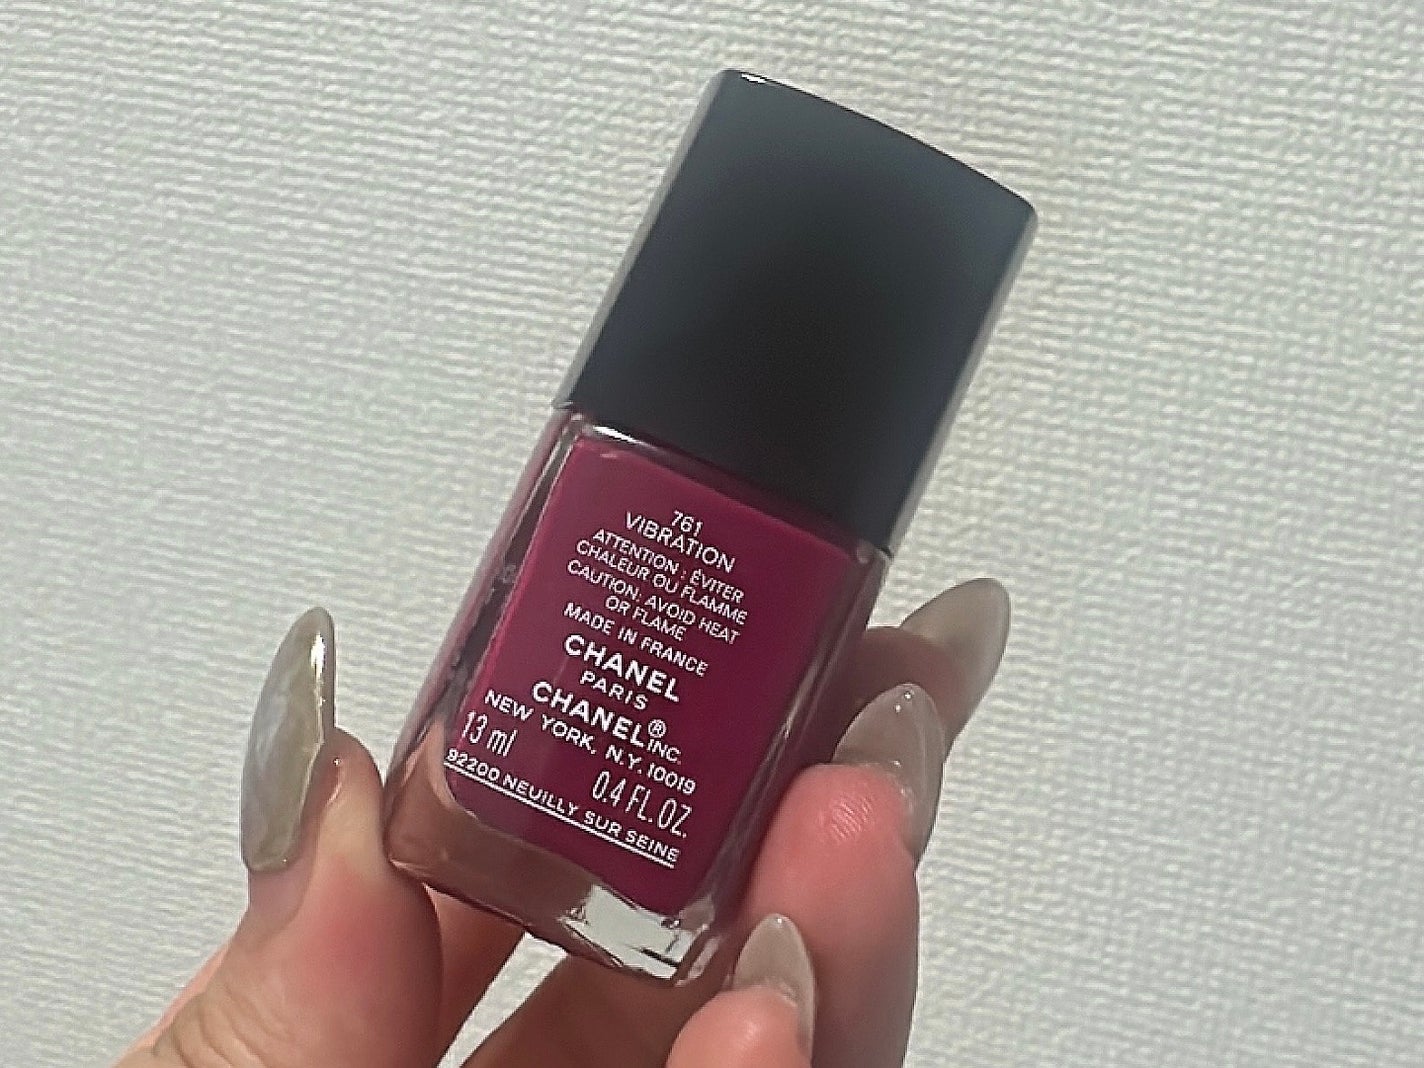 761
VIBRATION
ATTENTION : ÉVITER
CHALEUR OU FLAMME
CAUTION: AVOID HEAT
OR FLAME
MADE IN FRANCE
CHANEL
PARIS
CHANEL® INC.
NEW YORK, N.Y. 10019
13 ml 0.4 FL.OZ.
92200 NEUILLY SUR SEINE